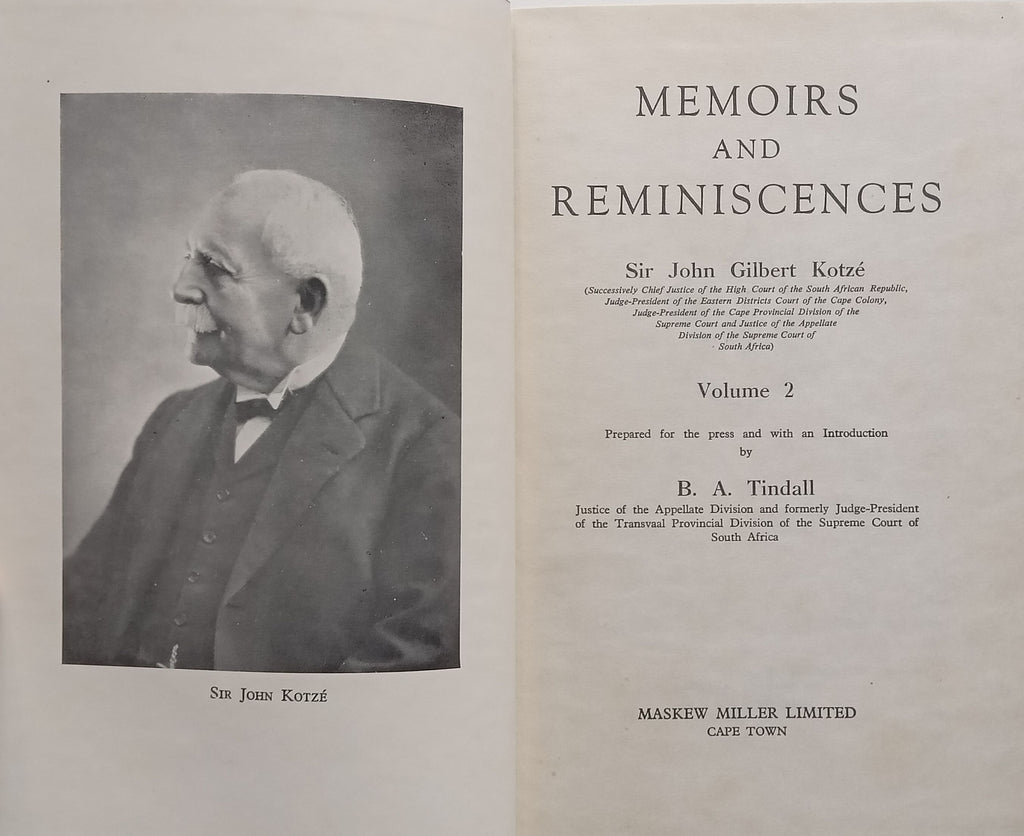 SIR JOHN KOTZÉ
MEMOIRS
AND
REMINISCENCES
Sir John Gilbert Kotzé
(Successively Chief Justice of the High Court of the South African Republic,
Judge-President of the Eastern Districts Court of the Cape Colony,
Judge-President of the Cape Provincial Division of the
Supreme Court and Justice of the Appellate
Division of the Supreme Court of
South Africa)
Volume 2
Prepared for the press and with an Introduction
by
B. A. Tindall
Justice of the Appellate Division and formerly Judge-President
of the Transvaal Provincial Division of the Supreme Court of
South Africa
MASKEW MILLER LIMITED
CAPE TOWN